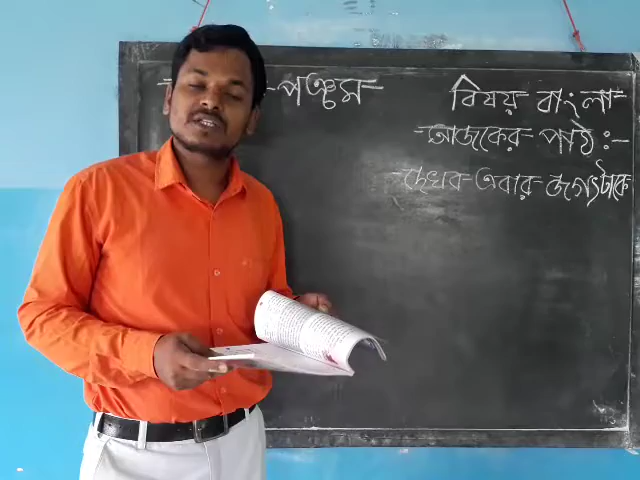 পঞ্চম
বিষয় - বাংলা
আজকের পাঠ :-
দেখব-এবার-জগৎটাকে